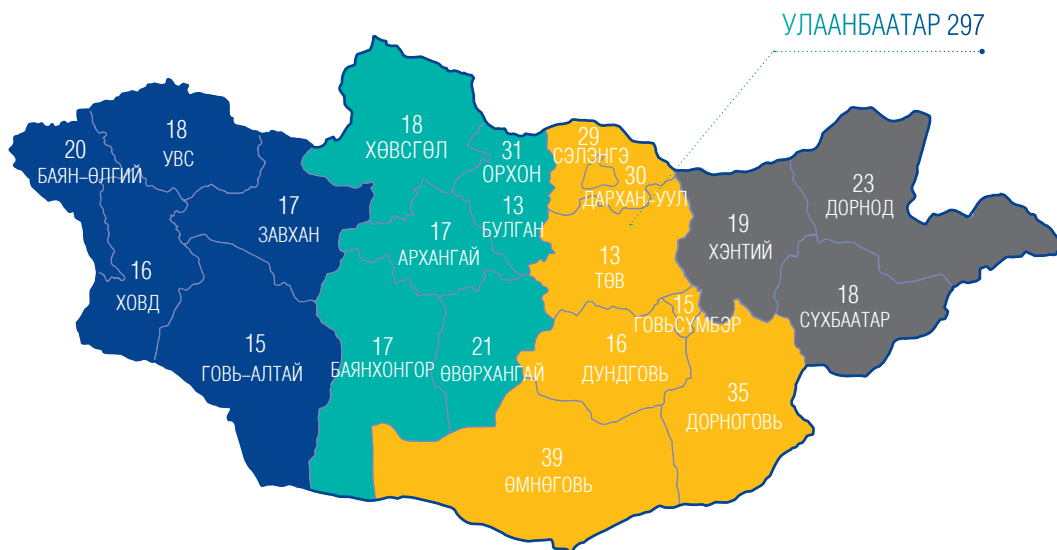 УЛААНБААТАР 297
20
БАЯН-ӨЛГИЙ
18
УВС
17
ЗАВХАН
16
ХОВД
15
ГОВЬ-АЛТАЙ
18
ХӨВСГӨЛ
31
ОРХОН
13
БУЛГАН
17
АРХАНГАЙ
17
БАЯНХОНГОР
21
ӨВӨРХАНГАЙ
29
СЭЛЭНГЭ
30
ДАРХАН-УУЛ
13
ТӨВ
15
ГОВЬСҮМБЭР
16
ДУНДГОВЬ
35
ДОРНОГОВЬ
39
ӨМНӨГОВЬ
19
ХЭНТИЙ
23
ДОРНОД
18
СҮХБААТАР